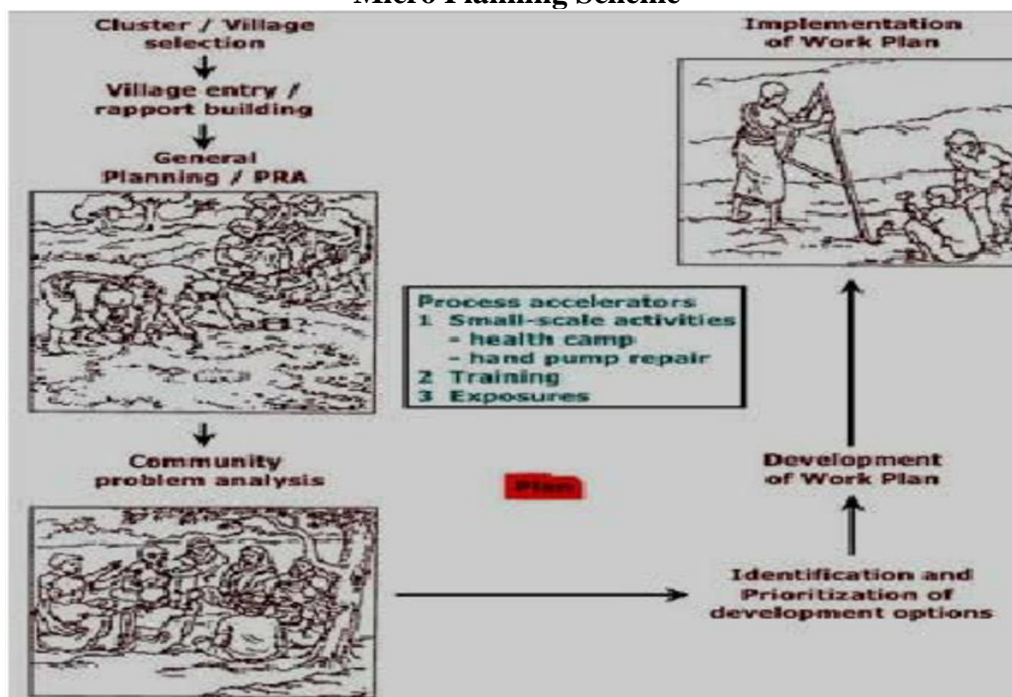 Micro Planning Scheme
Cluster / Village
selection
Village entry /
rapport building
General
Planning / PRA
Community
problem analysis
Process accelerators
1 Small-scale activities
- health camp
- hand pump repair
2 Training
3 Exposures
Plan
Identification and
Prioritization of
development options
Development
of Work Plan
Implementation
of Work Plan